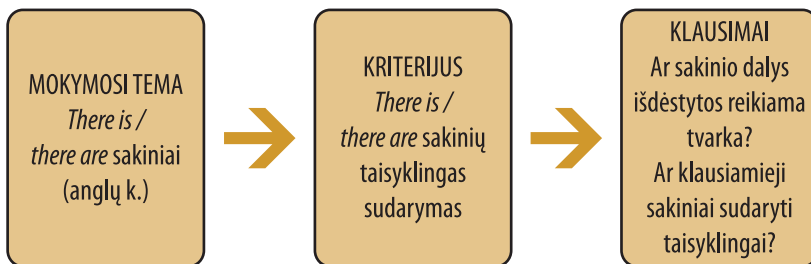 MOKYMOSI TEMA
There is /
there are sakiniai
(anglų k.)
KRITERIJUS
There is /
there are sakinių
taisyklingas
sudarymas
KLAUSIMAI
Ar sakinio dalys
išdėstytos reikiama
tvarka?
Ar klausiamieji
sakiniai sudaryti
taisyklingai?